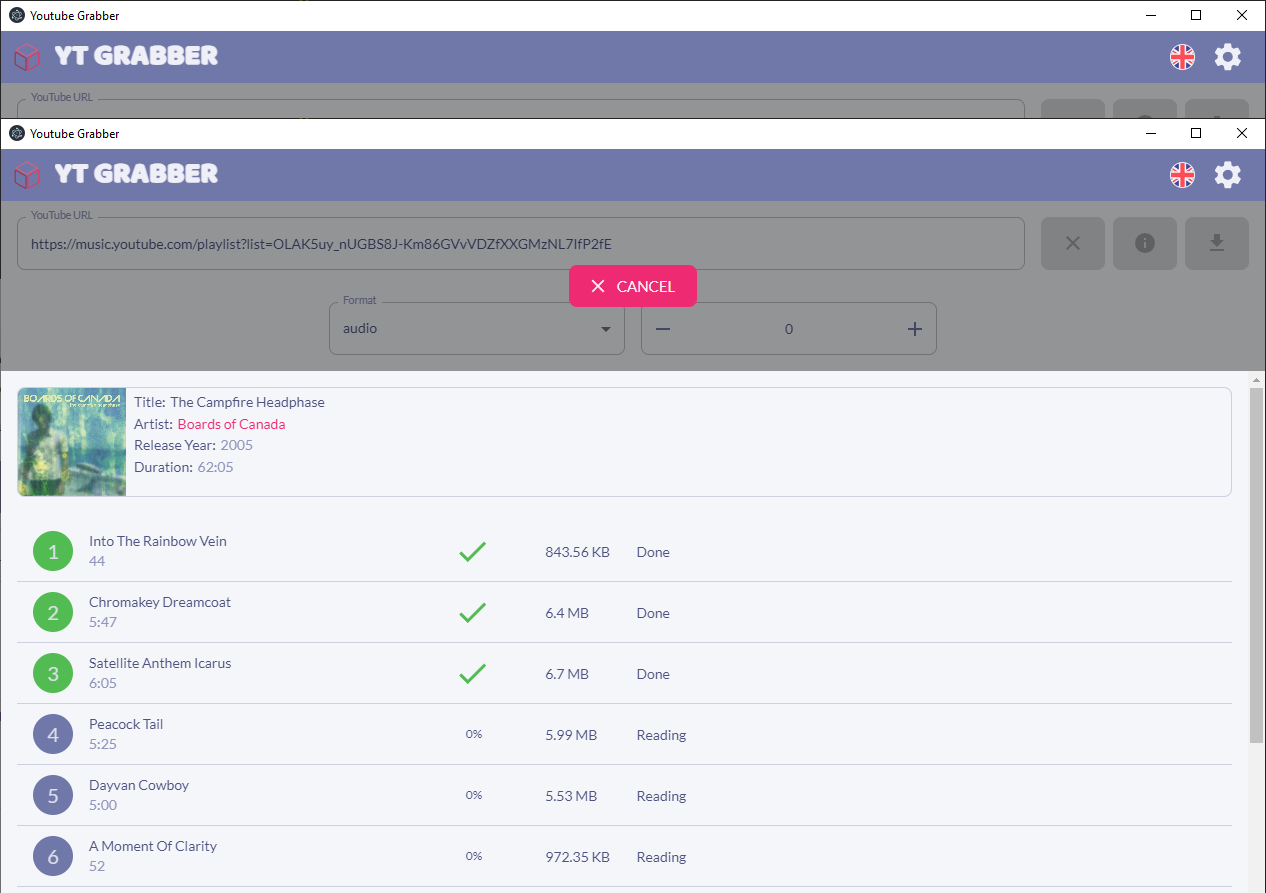 Youtube Grabber
YT GRABBER
YouTube URL
Youtube Grabber
YT GRABBER
YouTube URL
https://music.youtube.com/playlist?list=OLAK5uy_nUGBS8J-Km86GVvVDZfXXGMzNL7IfP2fE
CANCEL
Format
audio
0
BOARDS OF CANADA
the campfire headphase
Title: The Campfire Headphase
Artist: Boards of Canada
Release Year: 2005
Duration: 62:05
1 Into The Rainbow Vein 843.56 KB Done
44
2 Chromakey Dreamcoat 6.4 MB Done
5:47
3 Satellite Anthem Icarus 6.7 MB Done
6:05
4 Peacock Tail 0% 5.99 MB Reading
5:25
5 Dayvan Cowboy 0% 5.53 MB Reading
5:00
6 A Moment Of Clarity 0% 972.35 KB Reading
52